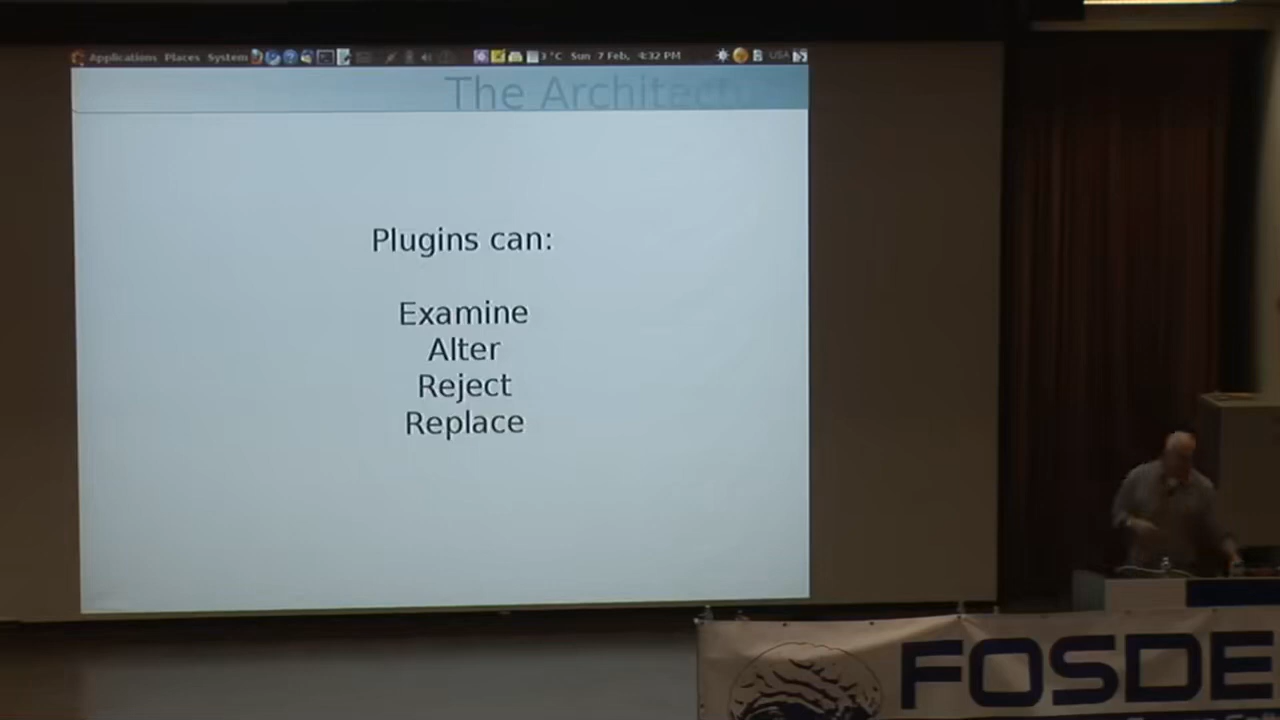 Applications Places System 3 °C Sun 7 Feb, 4:32 PM USA
The Architec
Plugins can:
Examine
Alter
Reject
Replace
FOSDE